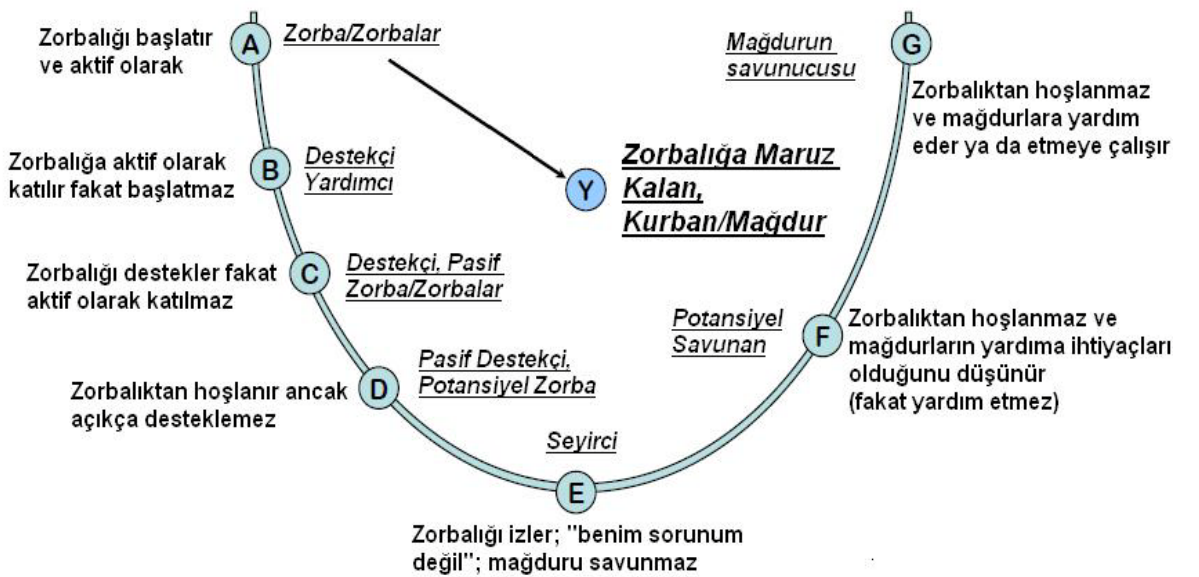 Zorbalığı başlatır
ve aktif olarak
A
Zorba/Zorbalar
Zorbalığa aktif olarak
katılır fakat başlatmaz
B
Destekçi
Yardımcı
Zorbalığı destekler fakat
aktif olarak katılmaz
C
Destekçi, Pasif
Zorba/Zorbalar
Zorbalıktan hoşlanır ancak
açıkça desteklemez
D
Pasif Destekçi,
Potansiyel Zorba
Seyirci
E
Zorbalığı izler; "benim sorunum
değil"; mağduru savunmaz
Y
Zorbalığa Maruz
Kalan,
Kurban/Mağdur
Potansiyel
Savunan
F
Zorbalıktan hoşlanmaz ve
mağdurların yardıma ihtiyaçları
olduğunu düşünür
(fakat yardım etmez)
Mağdurun
savunucusu
G
Zorbalıktan hoşlanmaz
ve mağdurlara yardım
eder ya da etmeye çalışır